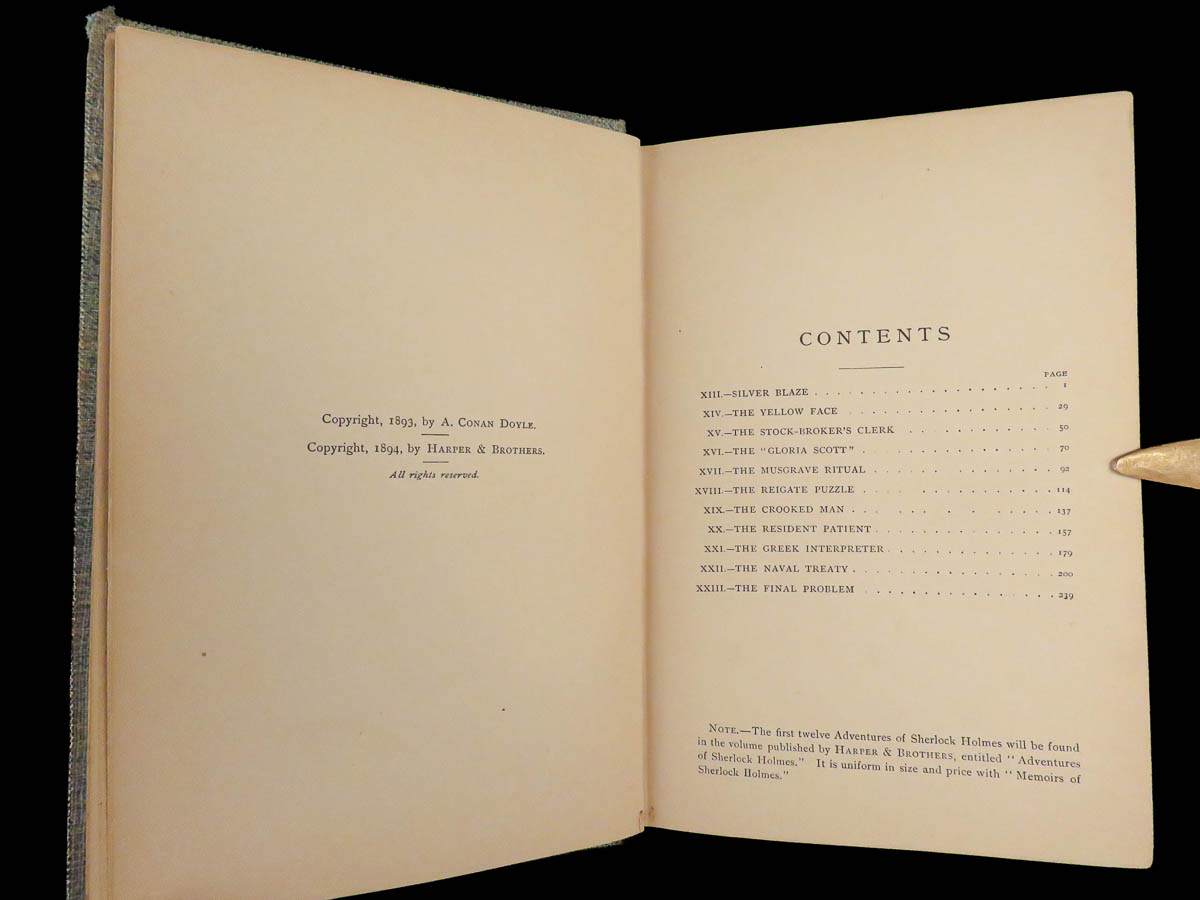 Copyright, 1893, by A. CONAN DOYLE.
Copyright, 1894, by HARPER & BROTHERS.
All rights reserved.
CONTENTS
PAGE
XIII.—SILVER BLAZE . . . . . . . . . . . . . . . . . . . . 1
XIV.—THE YELLOW FACE . . . . . . . . . . . . . . . . . . 29
XV.—THE STOCK-BROKER'S CLERK . . . . . . . . . . . . 50
XVI.—THE "GLORIA SCOTT" . . . . . . . . . . . . . . . . 70
XVII.—THE MUSGRAVE RITUAL . . . . . . . . . . . . . . 92
XVIII.—THE REIGATE PUZZLE . . . . . . . . . . . . . . . 114
XIX.—THE CROOKED MAN . . . . . . . . . . . . . . . 137
XX.—THE RESIDENT PATIENT . . . . . . . . . . . . . . . 157
XXI.—THE GREEK INTERPRETER . . . . . . . . . . . . . . 179
XXII.—THE NAVAL TREATY . . . . . . . . . . . . . . . . . 200
XXIII.—THE FINAL PROBLEM . . . . . . . . . . . . . . . . 239
NOTE.—The first twelve Adventures of Sherlock Holmes will be found
in the volume published by HARPER & BROTHERS, entitled "Adventures
of Sherlock Holmes." It is uniform in size and price with "Memoirs of
Sherlock Holmes."